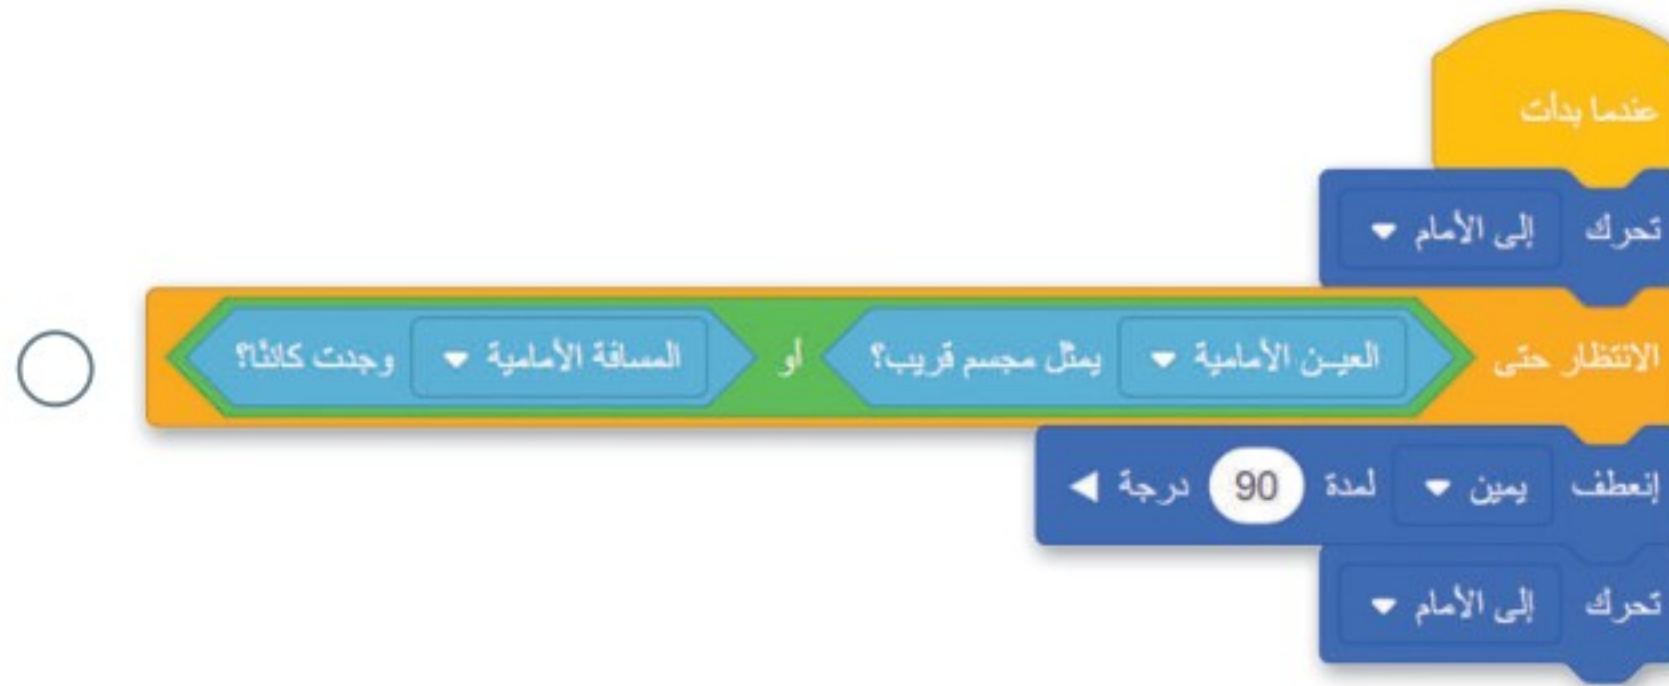 عندما بدأت
تحرك إلى الأمام
الانتظار حتى العين الأمامية يمثل مجسم قريب؟ أو المسافة الأمامية وجدت كائنًا؟
إنعطف يمين لمدة 90 درجة
تحرك إلى الأمام